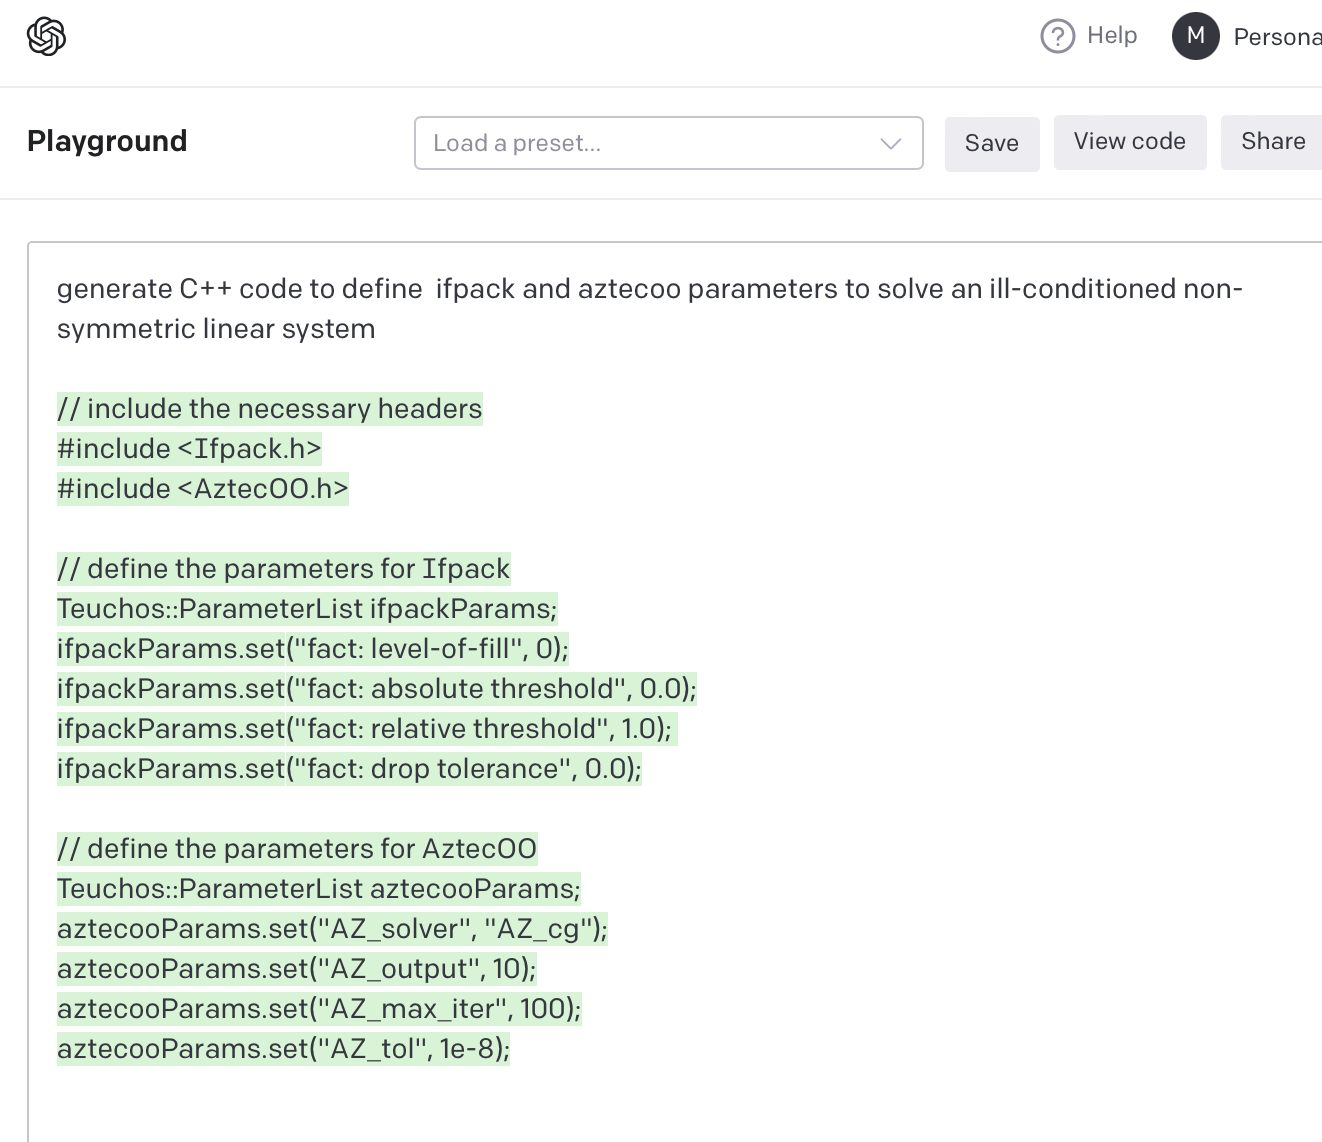 Help M Persona
Playground Load a preset... Save View code Share
generate C++ code to define  ifpack and aztecoo parameters to solve an ill-conditioned non-
symmetric linear system
// include the necessary headers
#include <Ifpack.h>
#include <AztecOO.h>
// define the parameters for Ifpack
Teuchos::ParameterList ifpackParams;
ifpackParams.set("fact: level-of-fill", 0);
ifpackParams.set("fact: absolute threshold", 0.0);
ifpackParams.set("fact: relative threshold", 1.0);
ifpackParams.set("fact: drop tolerance", 0.0);
// define the parameters for AztecOO
Teuchos::ParameterList aztecooParams;
aztecooParams.set("AZ_solver", "AZ_cg");
aztecooParams.set("AZ_output", 10);
aztecooParams.set("AZ_max_iter", 100);
aztecooParams.set("AZ_tol", 1e-8);